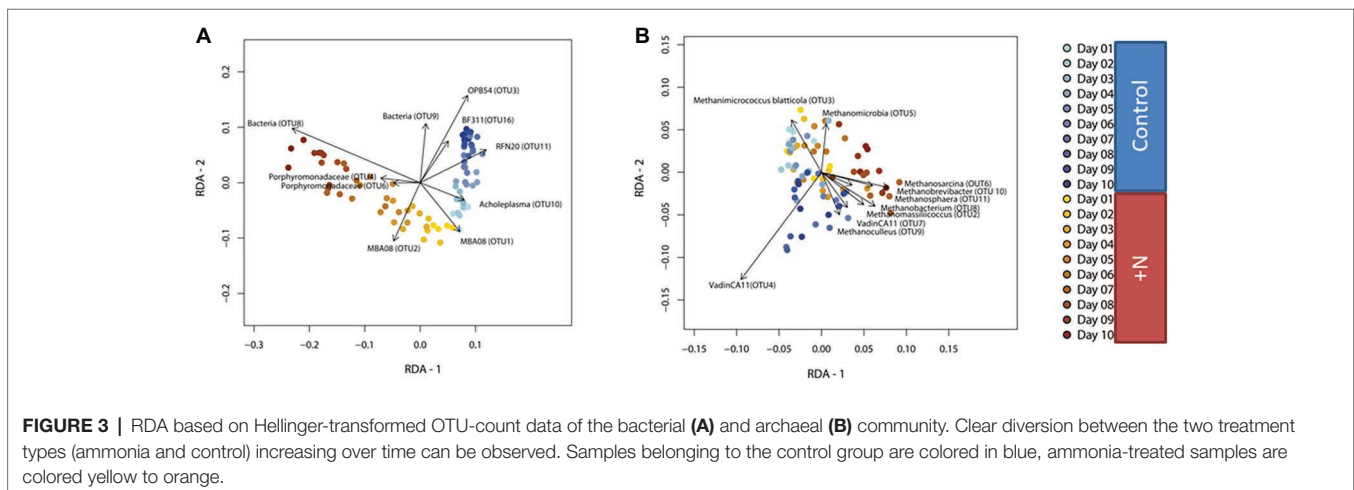 A
0.2
0.1
0.0
−0.1
−0.2
RDA - 2
OPB54 (OTU3)
Bacteria (OTU8)
Bacteria (OTU9)
BF311(OTU16)
RFN20 (OTU11)
Porphyromonadaceae (OTU4)
Porphyromonadaceae (OTU6)
Acholeplasma (OTU10)
MBA08 (OTU2)
MBA08 (OTU1)
−0.3 −0.2 −0.1 0.0 0.1
RDA - 1
B
0.15
0.10
0.05
0.00
−0.05
−0.10
−0.15
RDA - 2
Methanimicrococcus blatticola (OTU3)
Methanomicrobia (OTU5)
Methanosarcina (OUT6)
Methanobrevibacter (OTU 10)
Methanosphaera (OTU11)
Methanobacterium (OTU8)
Methanomassiliicoccus (OTU2)
VadinCA11 (OTU7)
Methanoculleus (OTU9)
VadinCA11(OTU4)
−0.15 −0.10 −0.05 0.00 0.05 0.10 0.15
RDA - 1
Day 01
Day 02
Day 03
Day 04
Day 05
Day 06
Day 07
Day 08
Day 09
Day 10
Control
Day 01
Day 02
Day 03
Day 04
Day 05
Day 06
Day 07
Day 08
Day 09
Day 10
+N
FIGURE 3 | RDA based on Hellinger-transformed OTU-count data of the bacterial (A) and archaeal (B) community. Clear diversion between the two treatment
types (ammonia and control) increasing over time can be observed. Samples belonging to the control group are colored in blue, ammonia-treated samples are
colored yellow to orange.